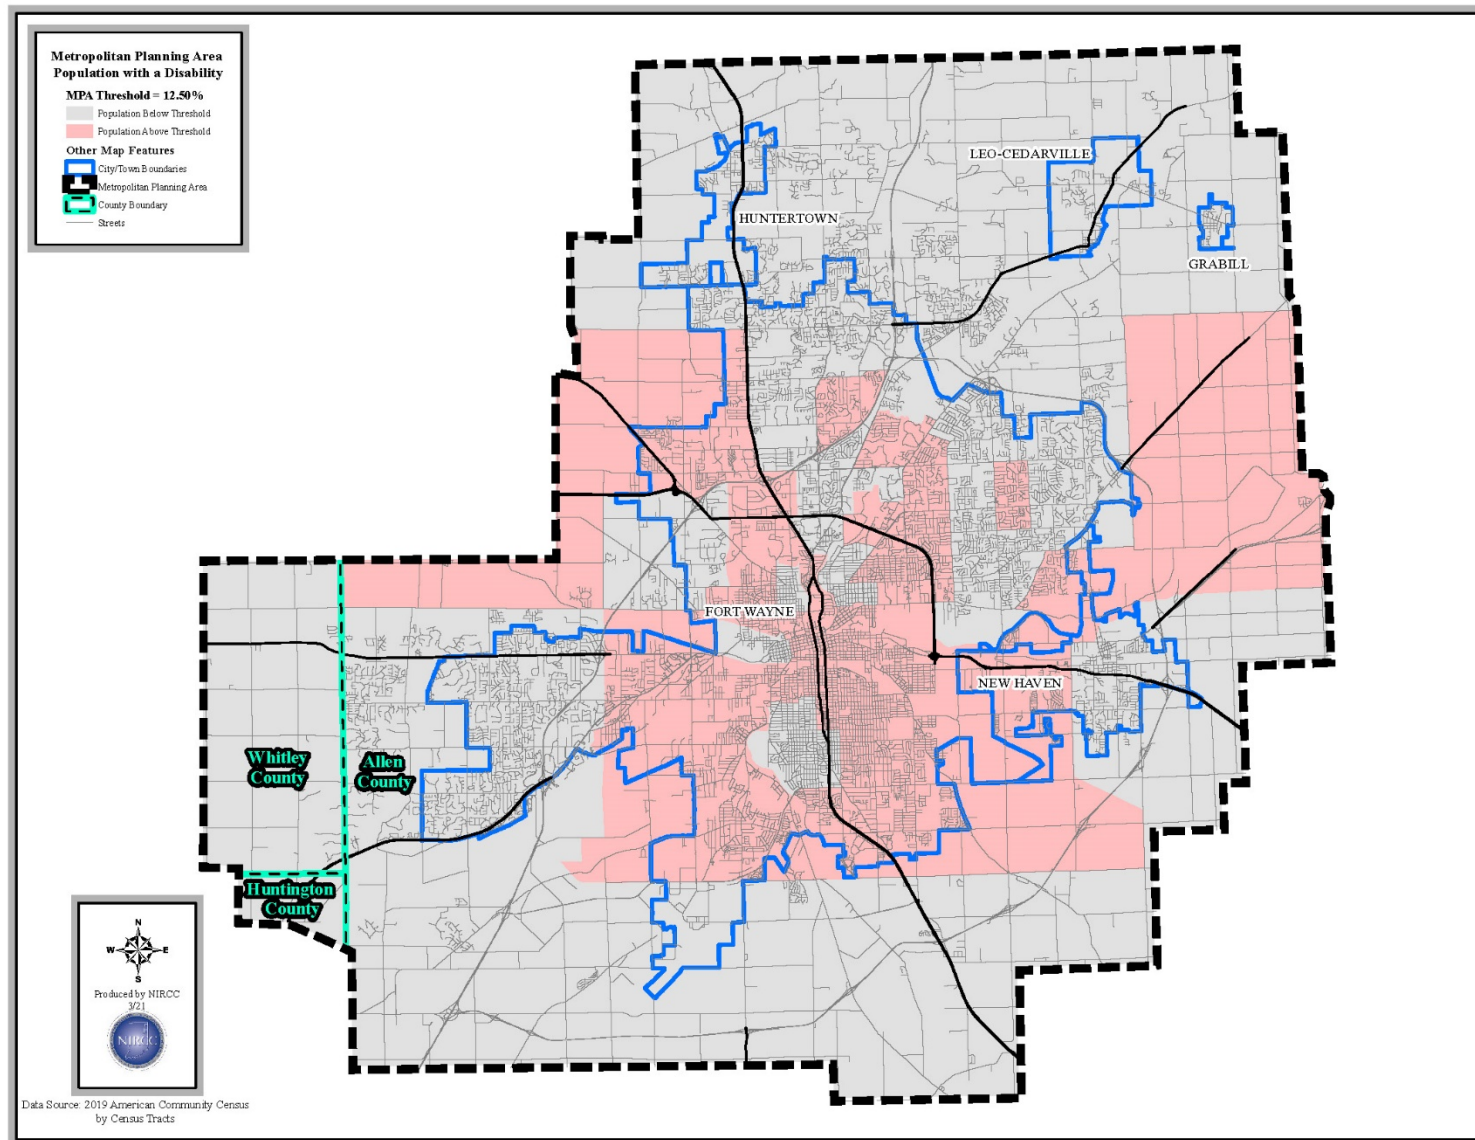 Metropolitan Planning Area
Population with a Disability
MPA Threshold = 12.50%
Population Below Threshold
Population Above Threshold
Other Map Features
City/Town Boundaries
Metropolitan Planning Area
County Boundary
Streets
LEO-CEDARVILLE
HUNTERTOWN
GRABILL
FORT WAYNE
NEW HAVEN
Whitley
County
Allen
County
Huntington
County
N
W E
S
Produced by NIRCC
3/21
NIRCC
Data Source: 2019 American Community Census
by Census Tracts